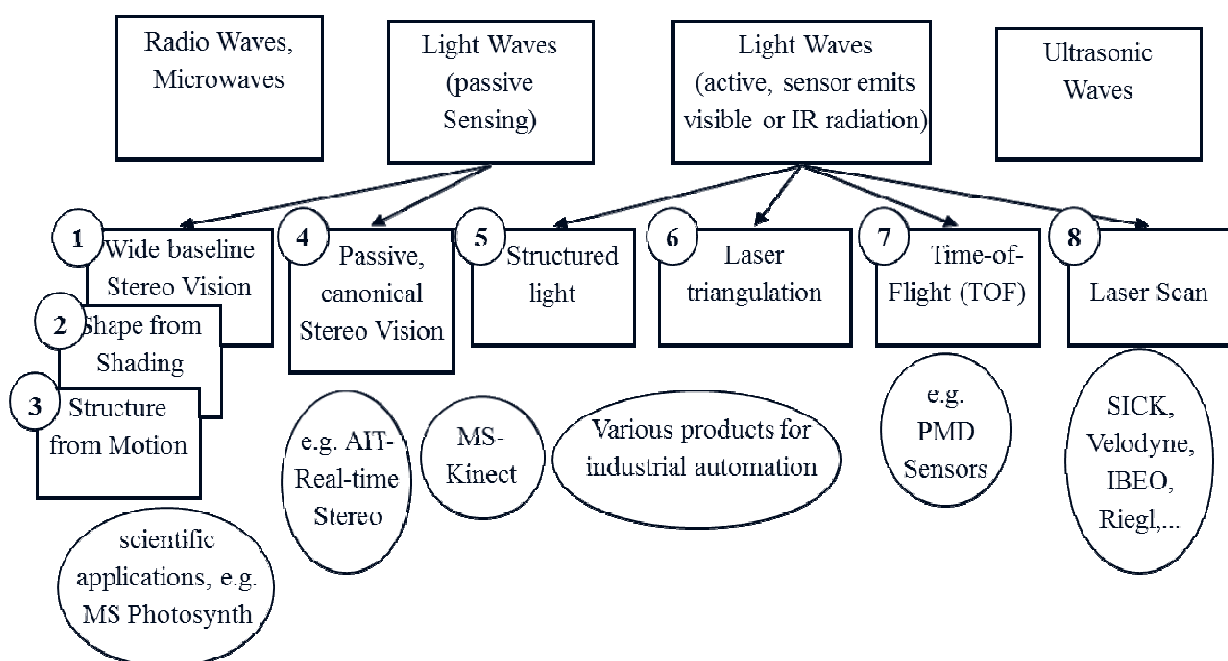 Radio Waves,
Microwaves
Light Waves
(passive
Sensing)
Light Waves
(active, sensor emits
visible or IR radiation)
Ultrasonic
Waves
1
Wide baseline
Stereo Vision
2
Shape from
Shading
3
Structure
from Motion
4
Passive,
canonical
Stereo Vision
5
Structured
light
6
Laser
triangulation
7
Time-of-
Flight (TOF)
8
Laser Scan
scientific
applications, e.g.
MS Photosynth
e.g. AIT-
Real-time
Stereo
MS-
Kinect
Various products for
industrial automation
e.g.
PMD
Sensors
SICK,
Velodyne,
IBEO,
Riegl,...